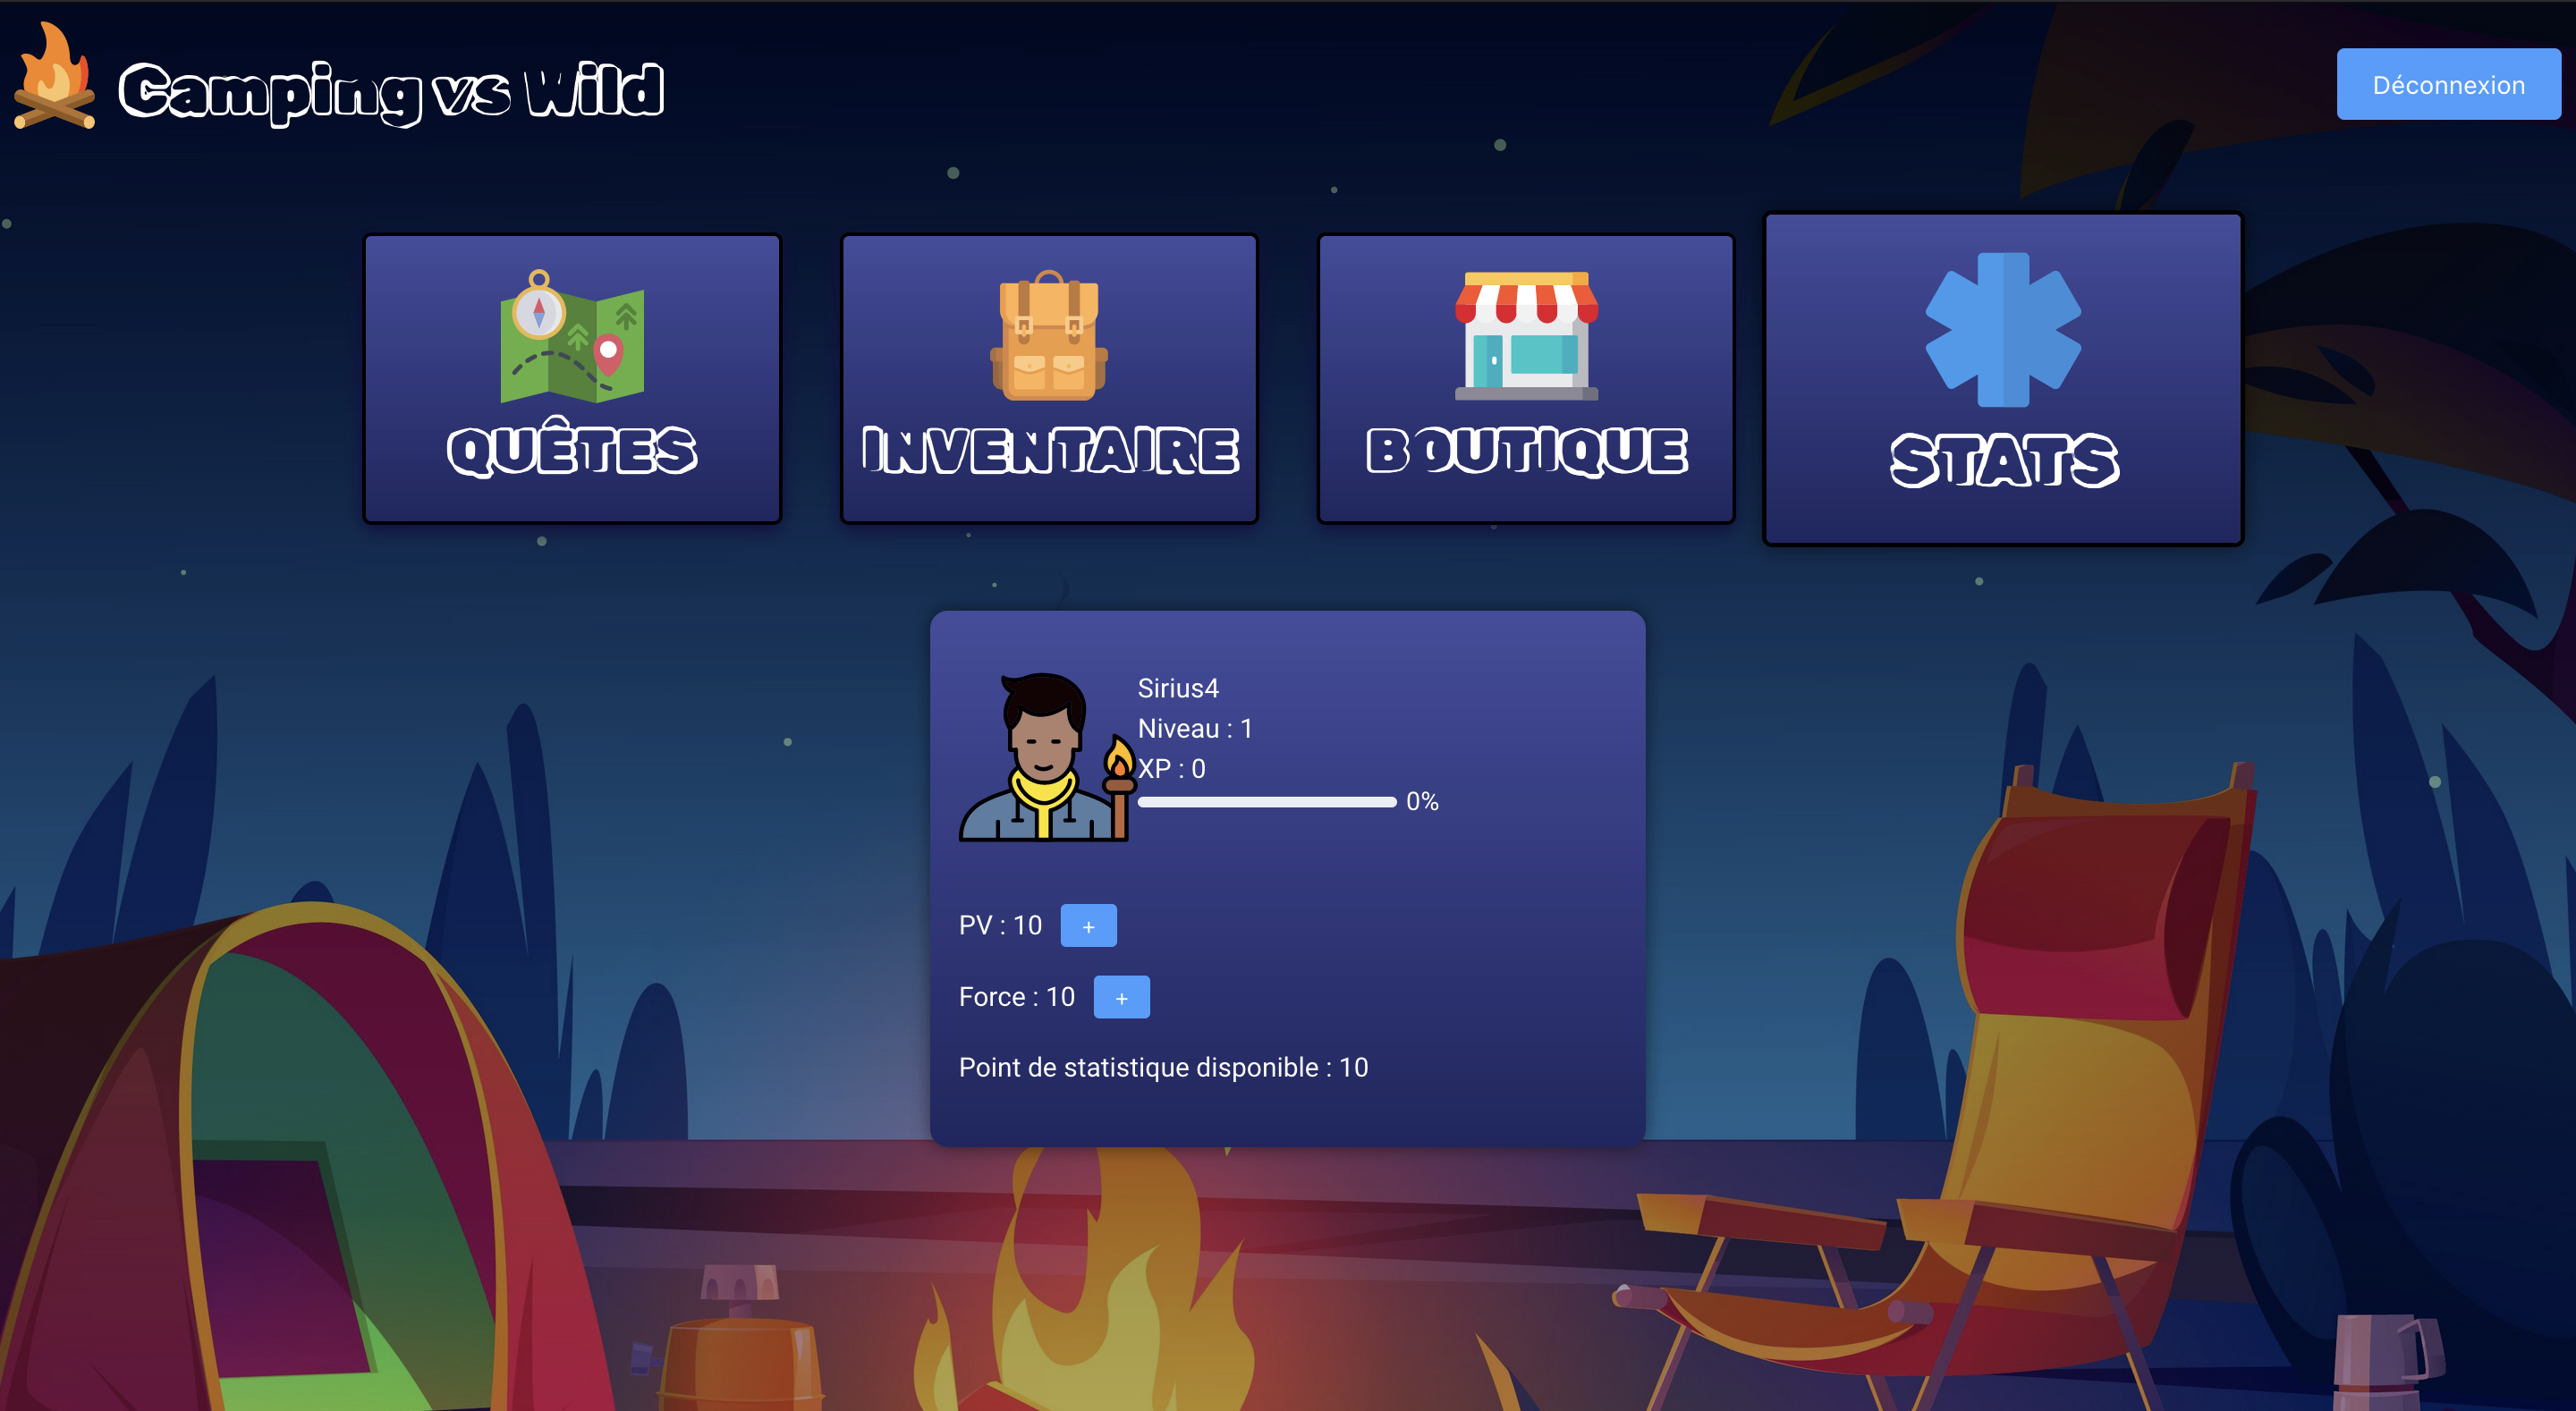 Camping vs Wild
Déconnexion
QUÊTES
INVENTAIRE
BOUTIQUE
STATS
Sirius4
Niveau : 1
XP : 0
0%
PV : 10 +
Force : 10 +
Point de statistique disponible : 10